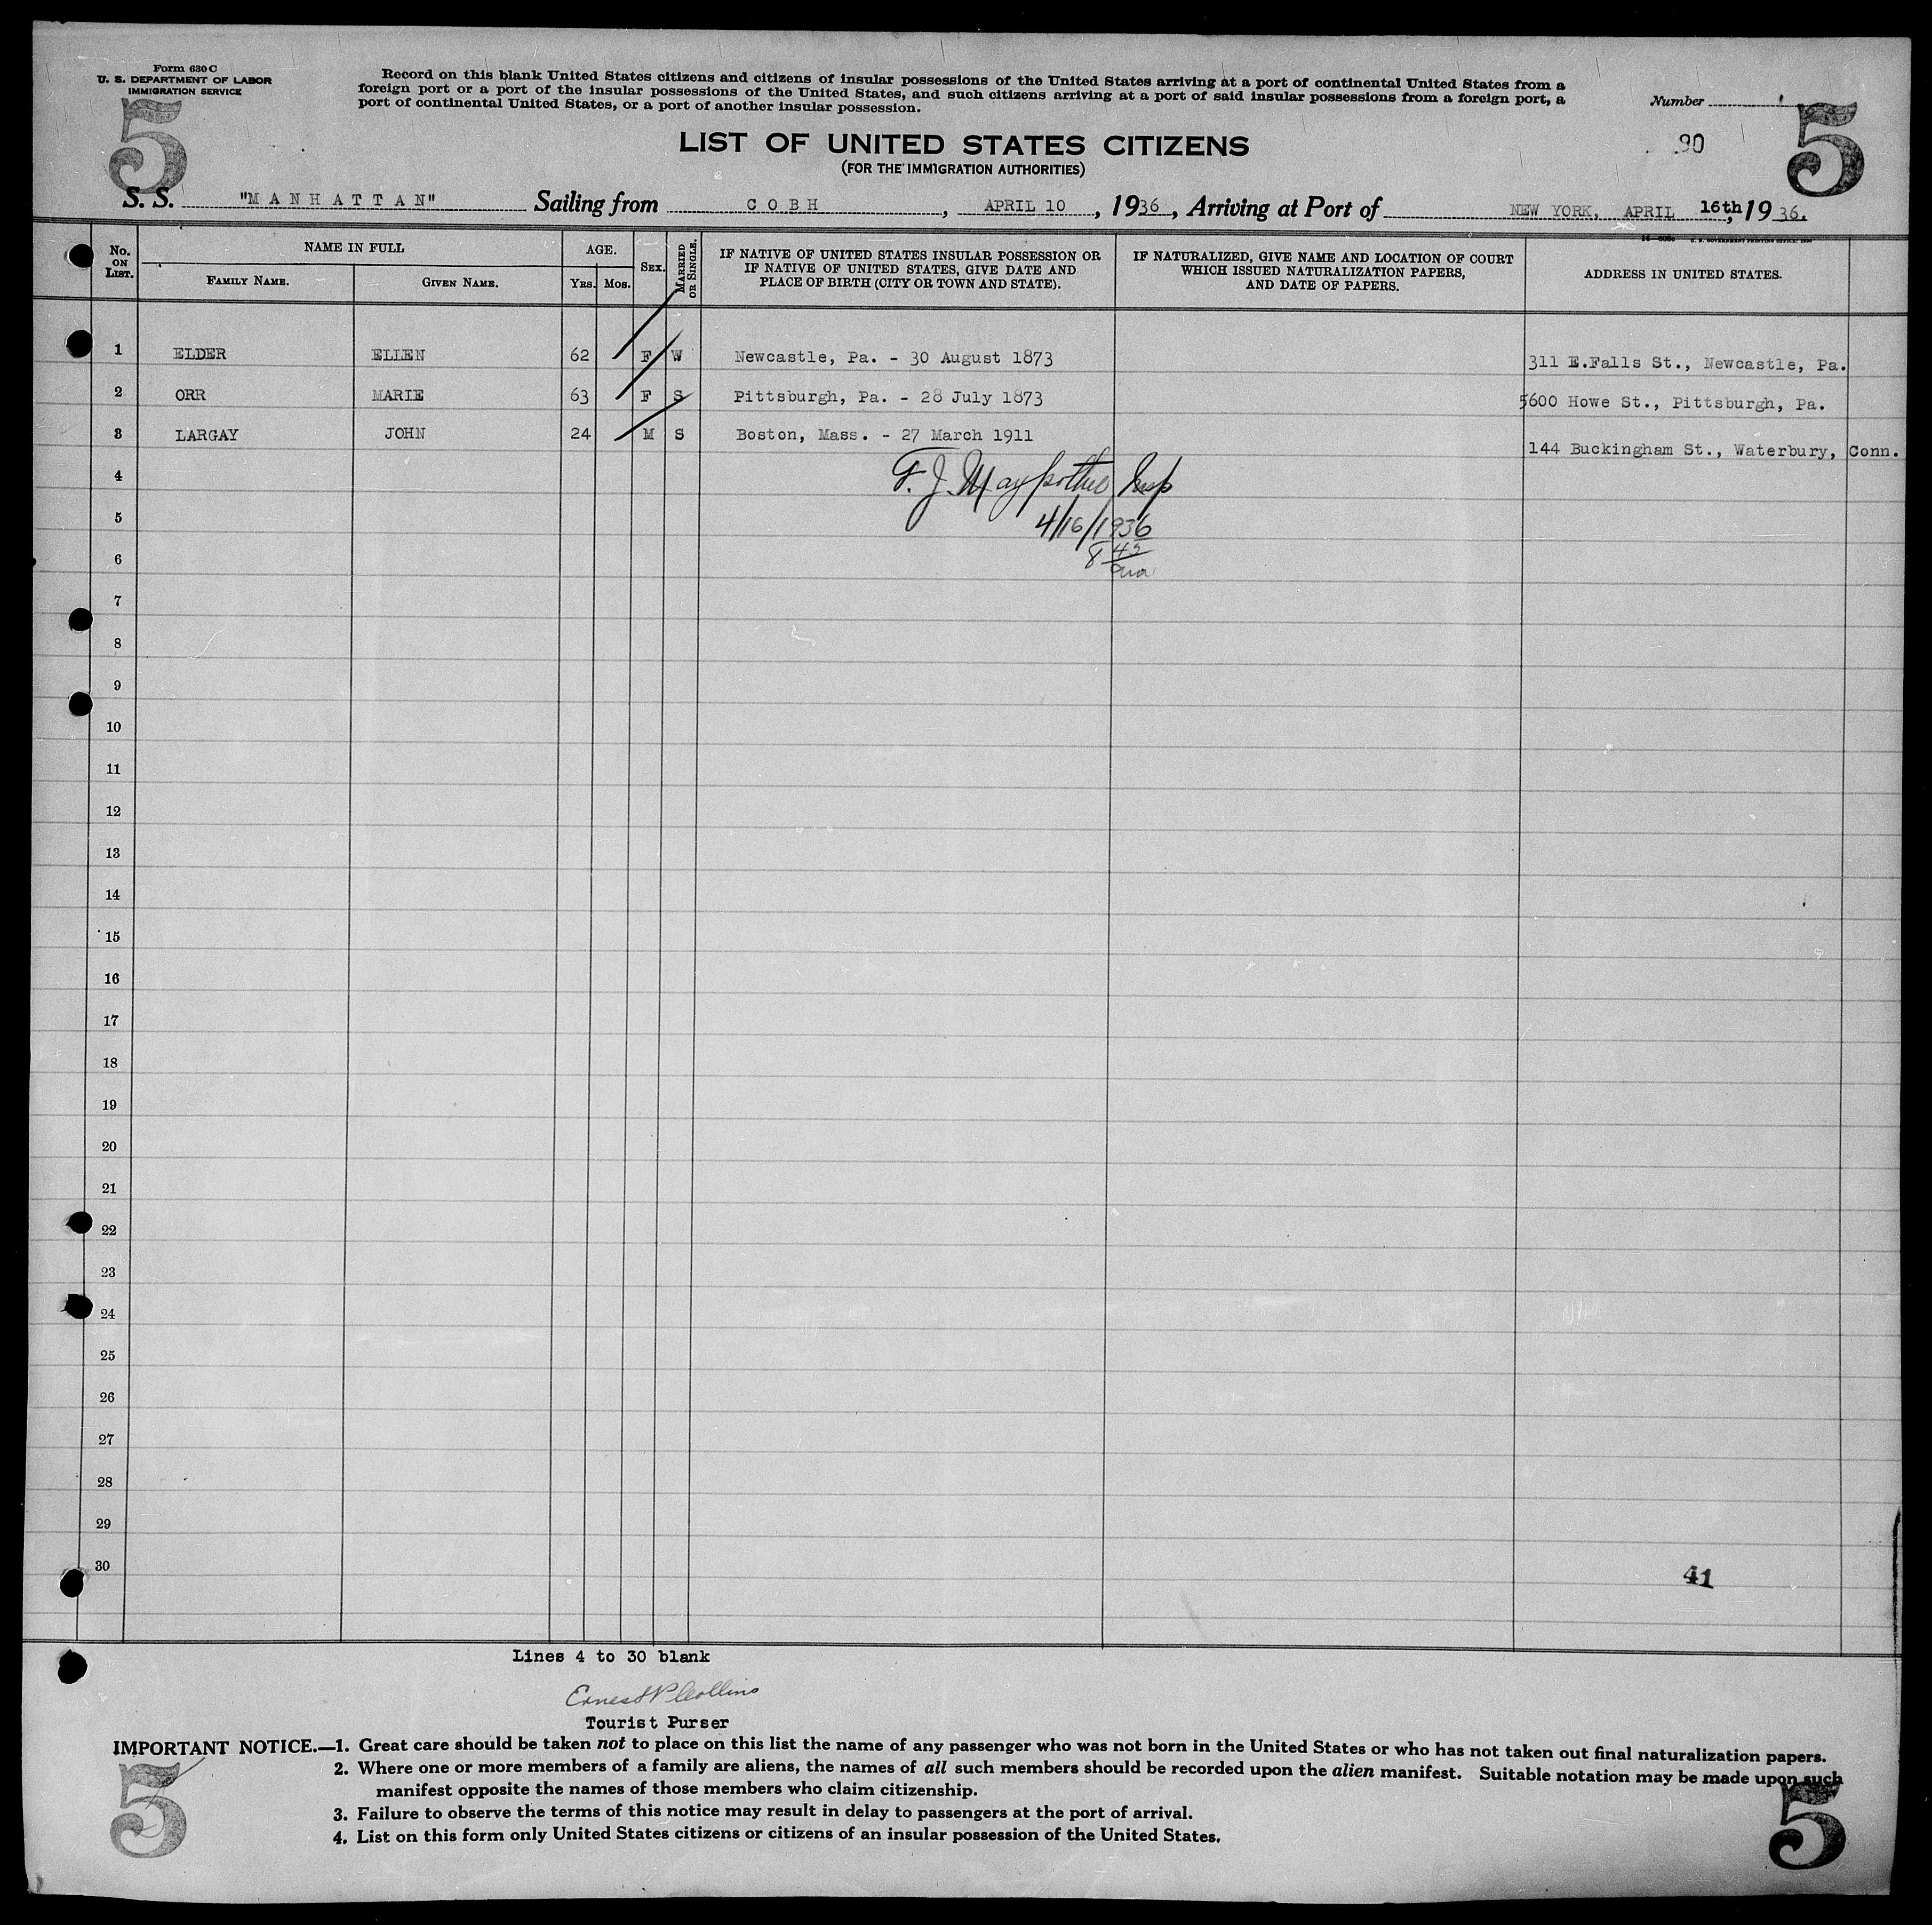 Form 630 C
U. S. DEPARTMENT OF LABOR
IMMIGRATION SERVICE
5
Record on this blank United States citizens and citizens of insular possessions of the United States arriving at a port of continental United States from a
foreign port or a port of the insular possessions of the United States, and such citizens arriving at a port of said insular possessions from a foreign port, a
port of continental United States, or a port of another insular possession.
Number
90
5
LIST OF UNITED STATES CITIZENS
(FOR THE IMMIGRATION AUTHORITIES)
S. S. "MANHATTAN" Sailing from COBH, APRIL 10, 1936, Arriving at Port of NEW YORK, APRIL 16th, 1936.
No. ON LIST.
NAME IN FULL
FAMILY NAME.
GIVEN NAME.
AGE.
YRS. MOS.
SEX.
MARRIED OR SINGLE.
IF NATIVE OF UNITED STATES INSULAR POSSESSION OR
IF NATIVE OF UNITED STATES, GIVE DATE AND
PLACE OF BIRTH (CITY OR TOWN AND STATE).
IF NATURALIZED, GIVE NAME AND LOCATION OF COURT
WHICH ISSUED NATURALIZATION PAPERS,
AND DATE OF PAPERS.
ADDRESS IN UNITED STATES.
1 ELDER ELLEN 62 F W Newcastle, Pa. - 30 August 1873 311 E.Falls St., Newcastle, Pa.
2 ORR MARIE 63 F S Pittsburgh, Pa. - 28 July 1873 5600 Howe St., Pittsburgh, Pa.
3 LARGAY JOHN 24 M S Boston, Mass. - 27 March 1911 144 Buckingham St., Waterbury, Conn.
F. J. Insp
4
4/16/1936
5
8 45
6
7
8
9
10
11
12
13
14
15
16
17
18
19
20
21
22
23
24
25
26
27
28
29
30
41
Lines 4 to 30 blank
Ernest P Collins
Tourist Purser
IMPORTANT NOTICE.—1. Great care should be taken not to place on this list the name of any passenger who was not born in the United States or who has not taken out final naturalization papers.
2. Where one or more members of a family are aliens, the names of all such members should be recorded upon the alien manifest. Suitable notation may be made upon such
manifest opposite the names of those members who claim citizenship.
3. Failure to observe the terms of this notice may result in delay to passengers at the port of arrival.
4. List on this form only United States citizens or citizens of an insular possession of the United States.
5
5